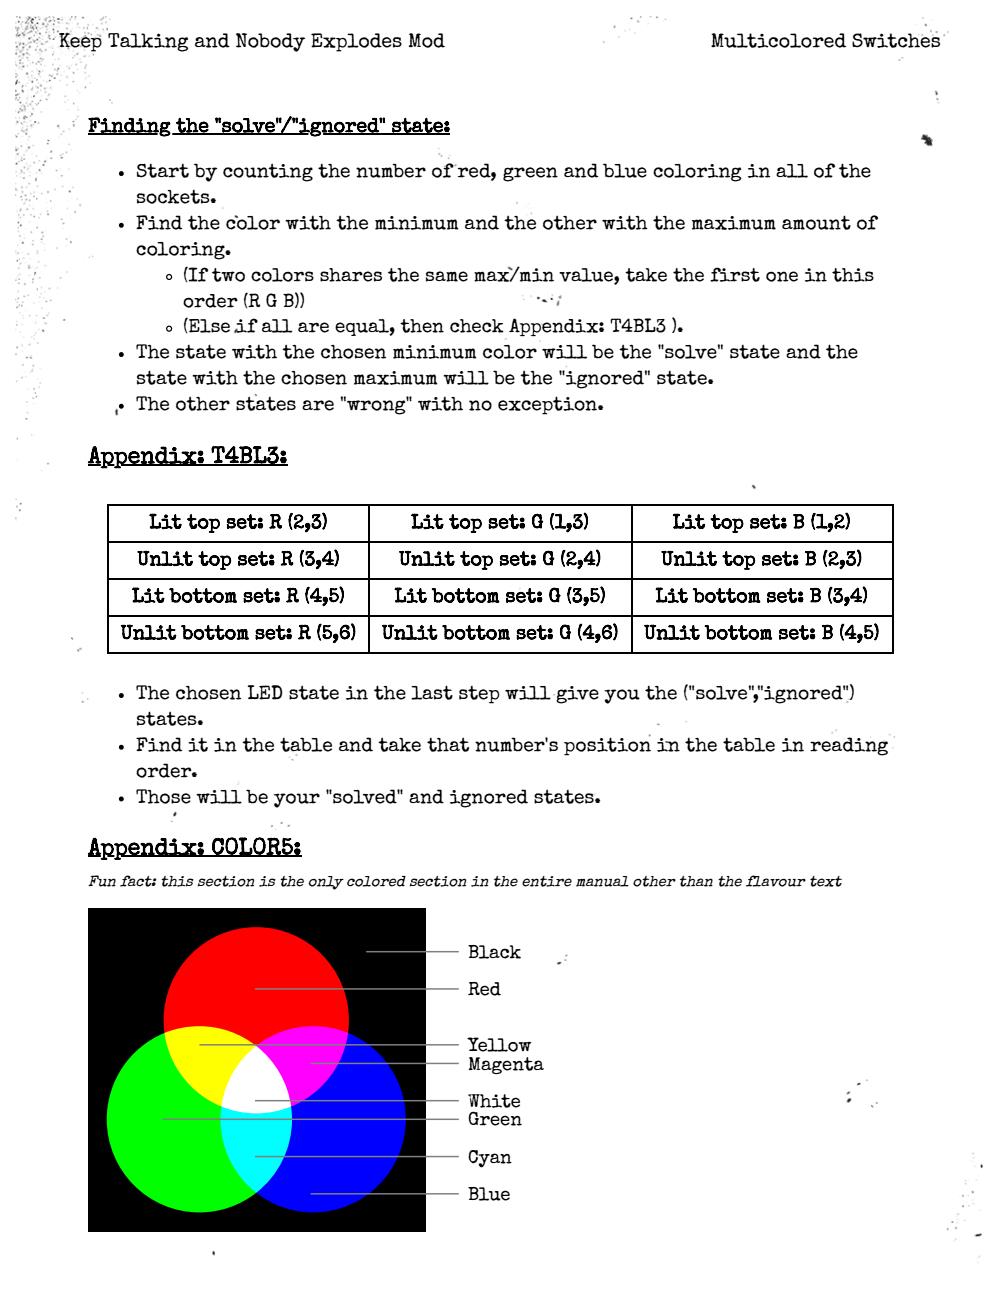 Keep Talking and Nobody Explodes Mod
Multicolored Switches
Finding the "solve"/"ignored" state:
• Start by counting the number of red, green and blue coloring in all of the
sockets.
• Find the color with the minimum and the other with the maximum amount of
coloring.
◦ (If two colors shares the same max/min value, take the first one in this
order (R G B))
◦ (Else if all are equal, then check Appendix: T4BL3 ).
• The state with the chosen minimum color will be the "solve" state and the
state with the chosen maximum will be the "ignored" state.
• The other states are "wrong" with no exception.
Appendix: T4BL3:
Lit top set: R (2,3) Lit top set: G (1,3) Lit top set: B (1,2)
Unlit top set: R (3,4) Unlit top set: G (2,4) Unlit top set: B (2,3)
Lit bottom set: R (4,5) Lit bottom set: G (3,5) Lit bottom set: B (3,4)
Unlit bottom set: R (5,6) Unlit bottom set: G (4,6) Unlit bottom set: B (4,5)
• The chosen LED state in the last step will give you the ("solve","ignored")
states.
• Find it in the table and take that number's position in the table in reading
order.
• Those will be your "solved" and ignored states.
Appendix: COLOR5:
Fun fact: this section is the only colored section in the entire manual other than the flavour text
Black
Red
Yellow
Magenta
White
Green
Cyan
Blue